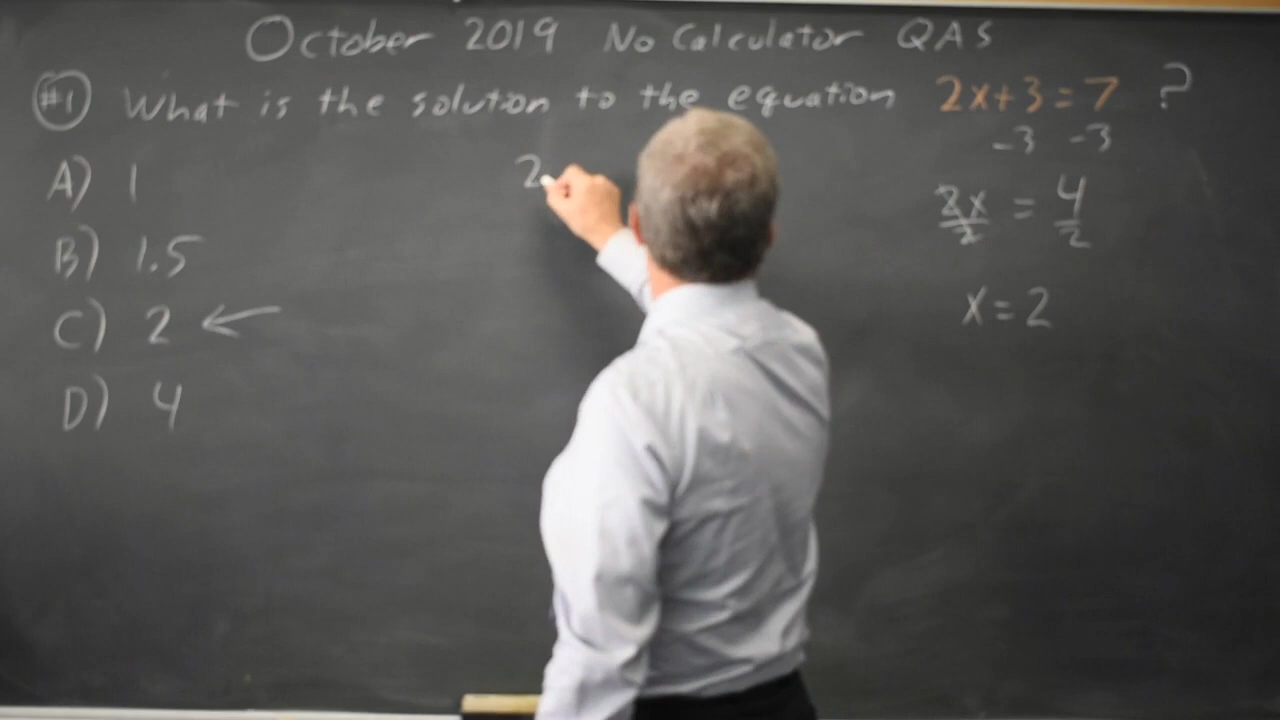 October 2019 No Calculator QAS
#1 What is the solution to the equation 2x+3=7 ?
-3 -3
A) 1
2
2x/2 = 4/2
B) 1.5
C) 2 ←
x=2
D) 4